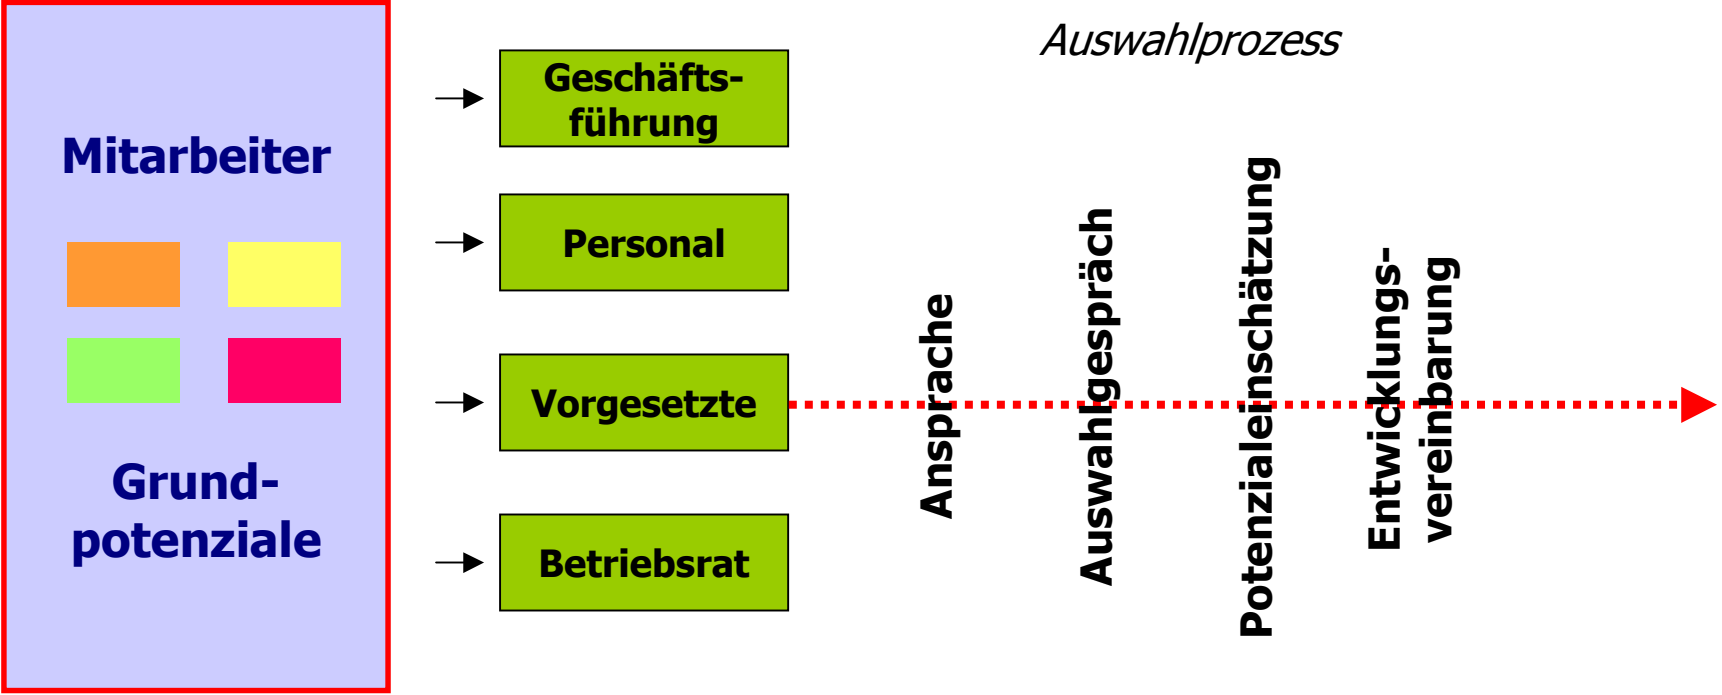 Mitarbeiter
Grund-
potenziale
Geschäfts-
führung
Personal
Vorgesetzte
Betriebsrat
Auswahlprozess
Ansprache
Auswahlgespräch
Potenzialeinschätzung
Entwicklungs-
vereinbarung